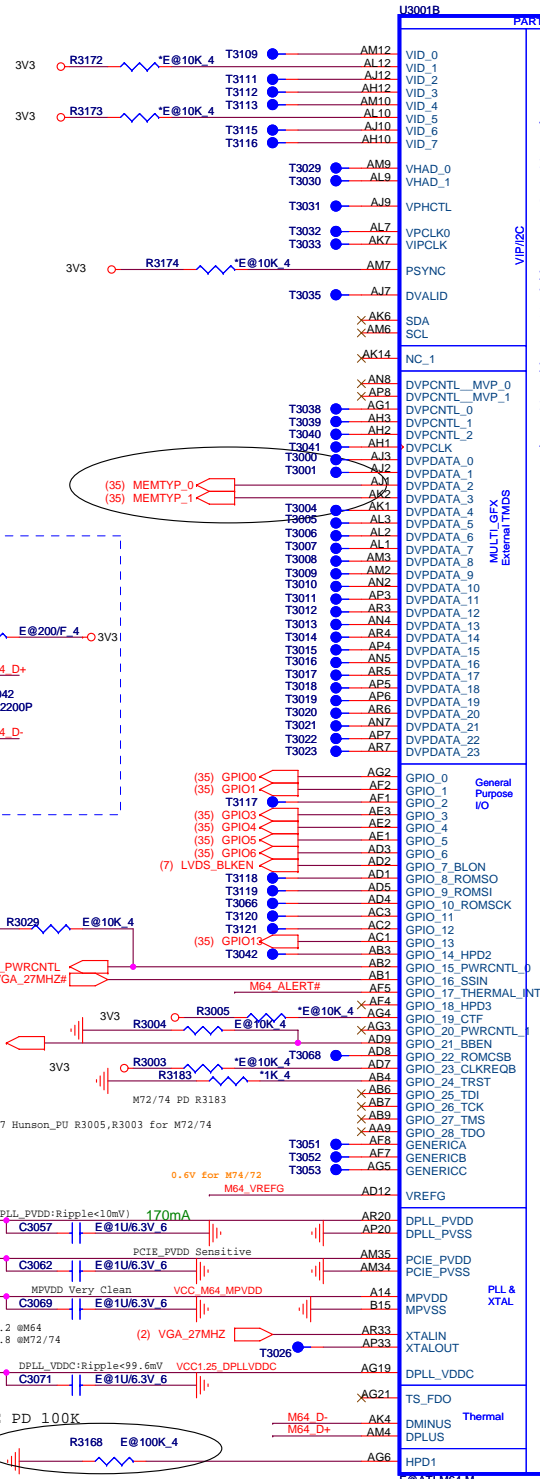 U3001B
PART
T3109 AM12 VID_0
3V3 R3172 *E@10K_4 AL12 VID_1
T3111 AJ12 VID_2
T3112 AH12 VID_3
T3113 AM10 VID_4
3V3 R3173 *E@10K_4 AL10 VID_5
T3115 AJ10 VID_6
T3116 AH10 VID_7
T3029 AM9 VHAD_0
T3030 AL9 VHAD_1
T3031 AJ9 VPHCTL
T3032 AL7 VPCLK0
T3033 AK7 VIPCLK
3V3 R3174 *E@10K_4 AM7 PSYNC
T3035 AJ7 DVALID
AK6 SDA
AM6 SCL
VIP/I2C
AK14 NC_1
AN8 DVPCNTL__MVP_0
AP8 DVPCNTL__MVP_1
T3038 AG1 DVPCNTL_0
T3039 AH3 DVPCNTL_1
T3040 AH2 DVPCNTL_2
T3041 AH1 DVPCLK
T3000 AJ3 DVPDATA_0
T3001 AJ2 DVPDATA_1
(35) MEMTYP_0 AJ1 DVPDATA_2
(35) MEMTYP_1 AK2 DVPDATA_3
T3004 AK1 DVPDATA_4
T3005 AL3 DVPDATA_5
T3006 AL2 DVPDATA_6
T3007 AL1 DVPDATA_7
T3008 AM3 DVPDATA_8
T3009 AM2 DVPDATA_9
T3010 AN2 DVPDATA_10
T3011 AP3 DVPDATA_11
T3012 AR3 DVPDATA_12
T3013 AN4 DVPDATA_13
T3014 AR4 DVPDATA_14
T3015 AP4 DVPDATA_15
T3016 AN5 DVPDATA_16
T3017 AR5 DVPDATA_17
T3018 AP5 DVPDATA_18
T3019 AP6 DVPDATA_19
T3020 AR6 DVPDATA_20
T3021 AN7 DVPDATA_21
T3022 AP7 DVPDATA_22
T3023 AR7 DVPDATA_23
MULTI_GFX
External TMDS
E@200/F_4 3V3
4_D+
042
2200P
4_D-
(35) GPIO0 AG2 GPIO_0
(35) GPIO1 AF2 GPIO_1
T3117 AF1 GPIO_2
(35) GPIO3 AE3 GPIO_3
(35) GPIO4 AE2 GPIO_4
(35) GPIO5 AE1 GPIO_5
(35) GPIO6 AD3 GPIO_6
(7) LVDS_BLKEN AD2 GPIO_7_BLON
T3118 AD1 GPIO_8_ROMSO
T3119 AD5 GPIO_9_ROMSI
T3066 AD4 GPIO_10_ROMSCK
T3120 AC3 GPIO_11
T3121 AC2 GPIO_12
(35) GPIO13 AC1 GPIO_13
T3042 AB3 GPIO_14_HPD2
General
Purpose
I/O
R3029 E@10K_4
_PWRCNTL AB2 GPIO_15_PWRCNTL_0
VGA_27MHZ# AB1 GPIO_16_SSIN
M64_ALERT# AF5 GPIO_17_THERMAL_INT
AF4 GPIO_18_HPD3
3V3 R3005 *E@10K_4 AG4 GPIO_19_CTF
R3004 E@10K_4 AG3 GPIO_20_PWRCNTL_1
AD9 GPIO_21_BBEN
T3068 AD8 GPIO_22_ROMCSB
3V3 R3003 *E@10K_4 AD7 GPIO_23_CLKREQB
R3183 *1K_4 AB4 GPIO_24_TRST
AB6 GPIO_25_TDI
M72/74 PD R3183
AB7 GPIO_26_TCK
7 Hunson_PU R3005,R3003 for M72/74
AB9 GPIO_27_TMS
AA9 GPIO_28_TDO
T3051 AF8 GENERICA
T3052 AF7 GENERICB
T3053 AG5 GENERICC
0.6V for M74/72
M64_VREFG AD12 VREFG
PLL_PVDD:Ripple<10mV) 170mA AR20 DPLL_PVDD
C3057 E@1U/6.3V_6 AP20 DPLL_PVSS
PCIE_PVDD Sensitive AM35 PCIE_PVDD
C3062 E@1U/6.3V_6 AM34 PCIE_PVSS
MPVDD Very Clean VCC_M64_MPVDD A14 MPVDD
C3069 E@1U/6.3V_6 B15 MPVSS
PLL &
XTAL
.2 @M64
.8 @M72/74
(2) VGA_27MHZ AR33 XTALIN
T3026 AP33 XTALOUT
DPLL_VDDC:Ripple<99.6mV VCC1.25_DPLLVDDC AG19 DPLL_VDDC
C3071 E@1U/6.3V_6
AG21 TS_FDO
PD 100K
M64_D- AK4 DMINUS
M64_D+ AM4 DPLUS
Thermal
R3168 E@100K_4 AG6 HPD1